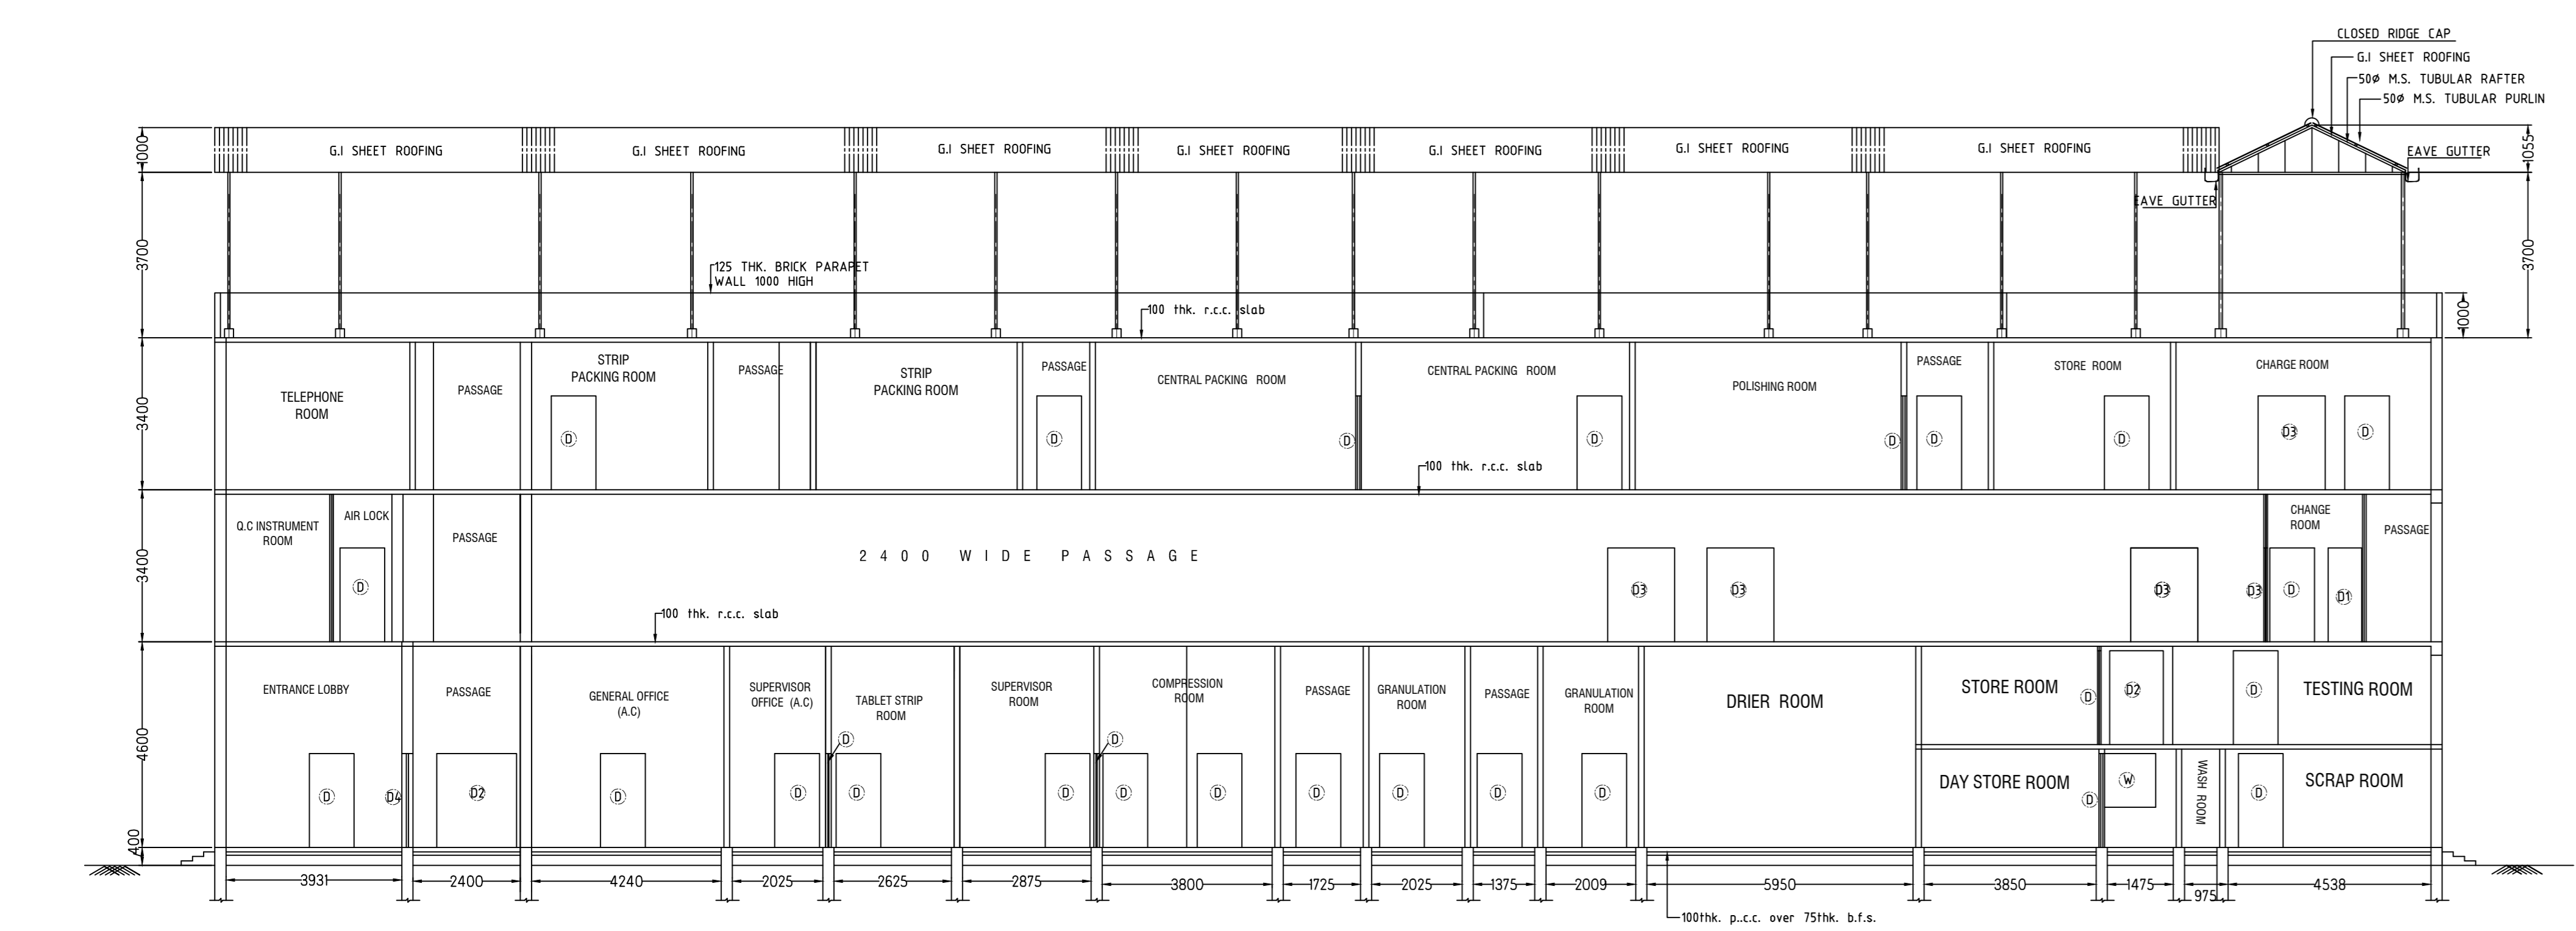 CLOSED RIDGE CAP
G.I SHEET ROOFING
50Ø M.S. TUBULAR RAFTER
50Ø M.S. TUBULAR PURLIN
1000
G.I SHEET ROOFING
G.I SHEET ROOFING
G.I SHEET ROOFING
G.I SHEET ROOFING
G.I SHEET ROOFING
G.I SHEET ROOFING
G.I SHEET ROOFING
EAVE GUTTER
1055
EAVE GUTTER
3700
125 THK. BRICK PARAPET
WALL 1000 HIGH
3700
100 thk. r.c.c. slab
1000
3400
TELEPHONE
ROOM
PASSAGE
STRIP
PACKING ROOM
D
PASSAGE
STRIP
PACKING ROOM
PASSAGE
D
CENTRAL PACKING ROOM
D
CENTRAL PACKING ROOM
D
POLISHING ROOM
D
PASSAGE
D
STORE ROOM
D
CHARGE ROOM
D3
D
100 thk. r.c.c. slab
3400
Q.C INSTRUMENT
ROOM
AIR LOCK
D
PASSAGE
2400 WIDE PASSAGE
D3
D3
D3
D3
CHANGE
ROOM
D
D1
PASSAGE
100 thk. r.c.c. slab
4600
ENTRANCE LOBBY
D
D4
PASSAGE
D2
GENERAL OFFICE
(A.C)
D
SUPERVISOR
OFFICE (A.C)
D
D
TABLET STRIP
ROOM
D
SUPERVISOR
ROOM
D
D
COMPRESSION
ROOM
D
D
PASSAGE
D
GRANULATION
ROOM
D
PASSAGE
D
GRANULATION
ROOM
D
DRIER ROOM
STORE ROOM
D
D2
D
TESTING ROOM
DAY STORE ROOM
D
W
WASH ROOM
D
SCRAP ROOM
400
3931
2400
4240
2025
2625
2875
3800
1725
2025
1375
2009
5950
3850
1475
975
4538
100thk. p..c.c. over 75thk. b.f.s.